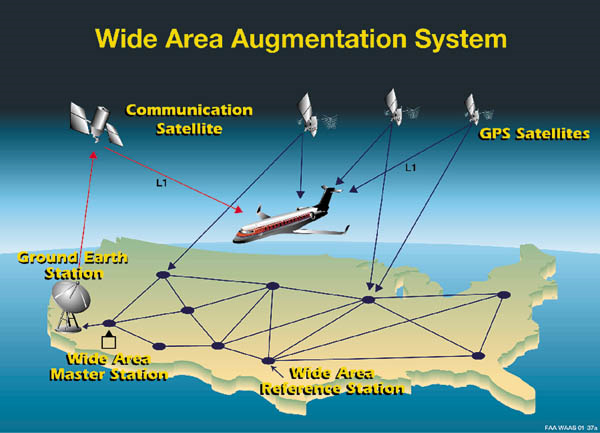 Wide Area Augmentation System
Communication
Satellite
GPS Satellites
L1
L1
Ground Earth
Station
Wide Area
Master Station
Wide Area
Reference Station
FAA WAAS 01 37a